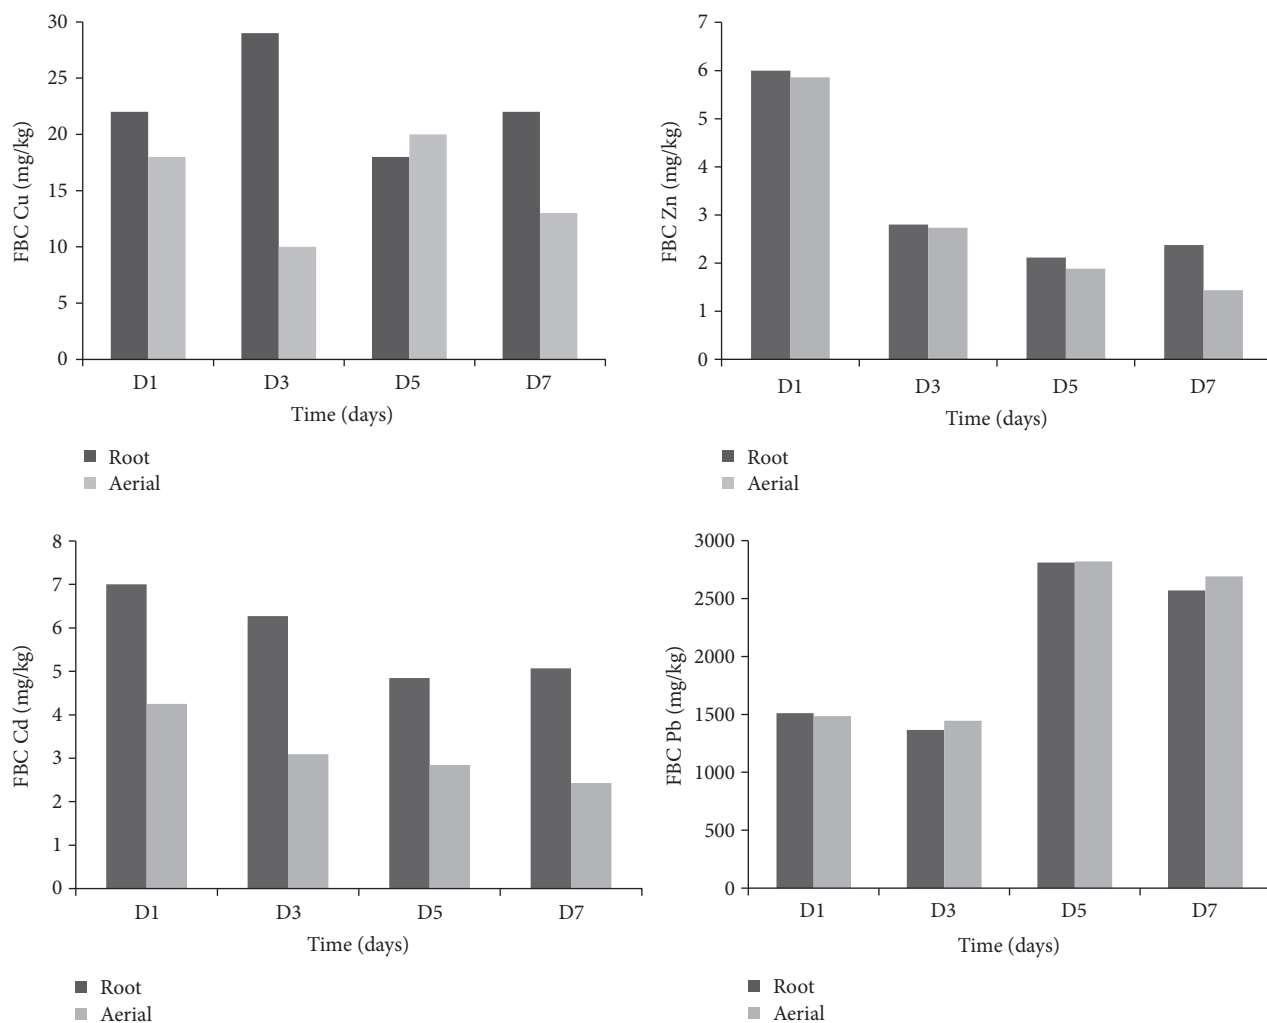 FBC Cu (mg/kg)
30
25
20
15
10
5
0
D1 D3 D5 D7
Time (days)
Root
Aerial
FBC Zn (mg/kg)
7
6
5
4
3
2
1
0
D1 D3 D5 D7
Time (days)
Root
Aerial
FBC Cd (mg/kg)
8
7
6
5
4
3
2
1
0
D1 D3 D5 D7
Time (days)
Root
Aerial
FBC Pb (mg/kg)
3000
2500
2000
1500
1000
500
0
D1 D3 D5 D7
Time (days)
Root
Aerial